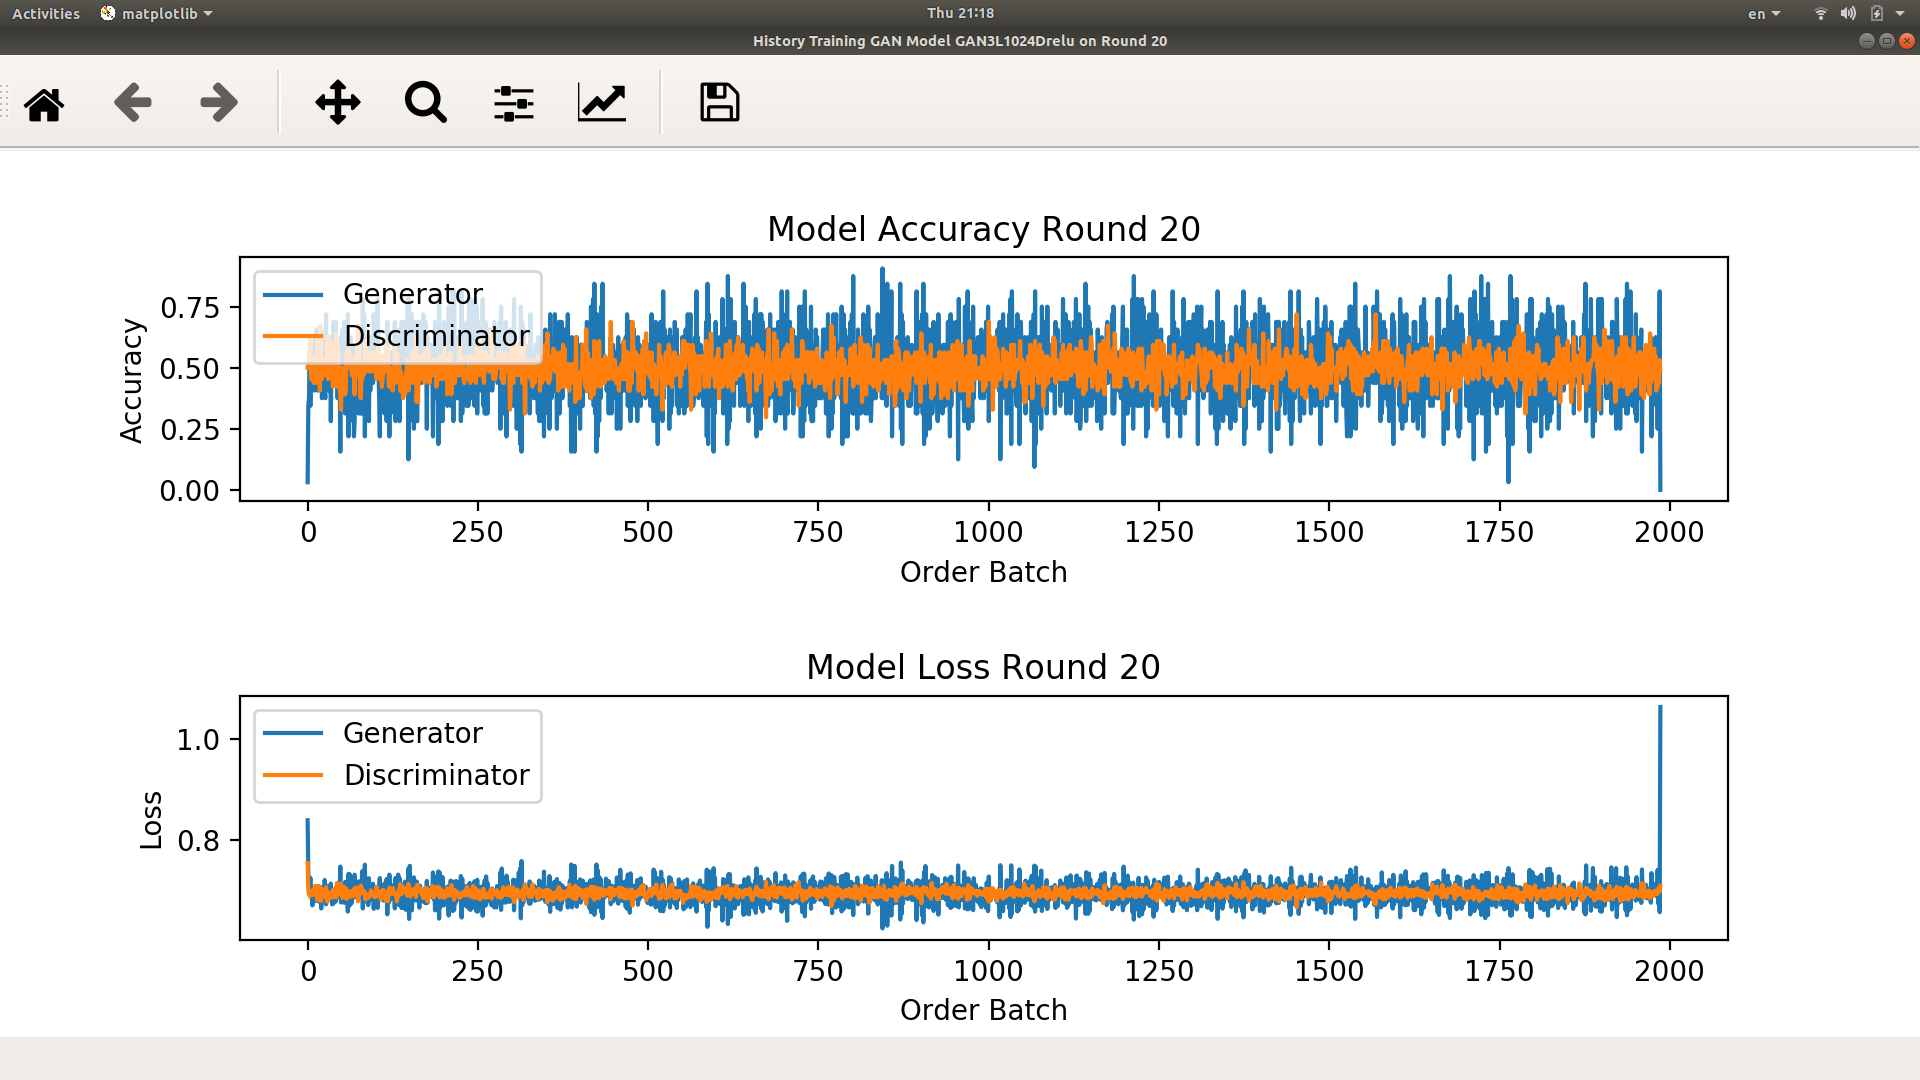 Activities matplotlib Thu 21:18 en
History Training GAN Model GAN3L1024Drelu on Round 20
Model Accuracy Round 20
Generator
Discriminator
Accuracy
0.75
0.50
0.25
0.00
0 250 500 750 1000 1250 1500 1750 2000
Order Batch
Model Loss Round 20
Generator
Discriminator
Loss
1.0
0.8
0 250 500 750 1000 1250 1500 1750 2000
Order Batch